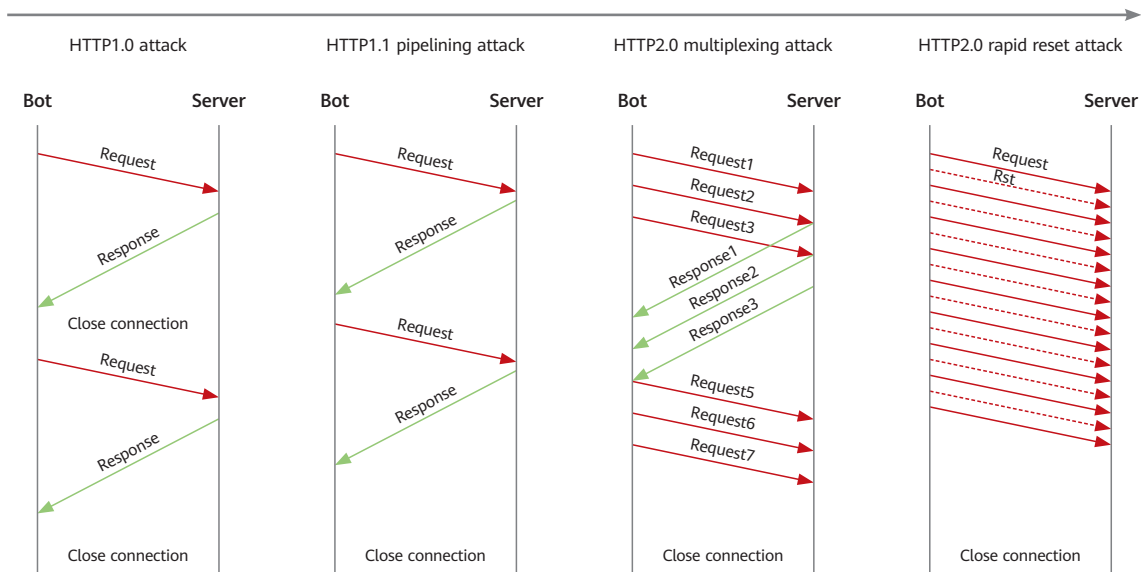 HTTP1.0 attack
HTTP1.1 pipelining attack
HTTP2.0 multiplexing attack
HTTP2.0 rapid reset attack
Bot
Server
Bot
Server
Bot
Server
Bot
Server
Request
Response
Close connection
Request
Response
Close connection
Request
Response
Request
Response
Close connection
Request1
Request2
Request3
Response1
Response2
Response3
Request5
Request6
Request7
Close connection
Request
Rst
Close connection